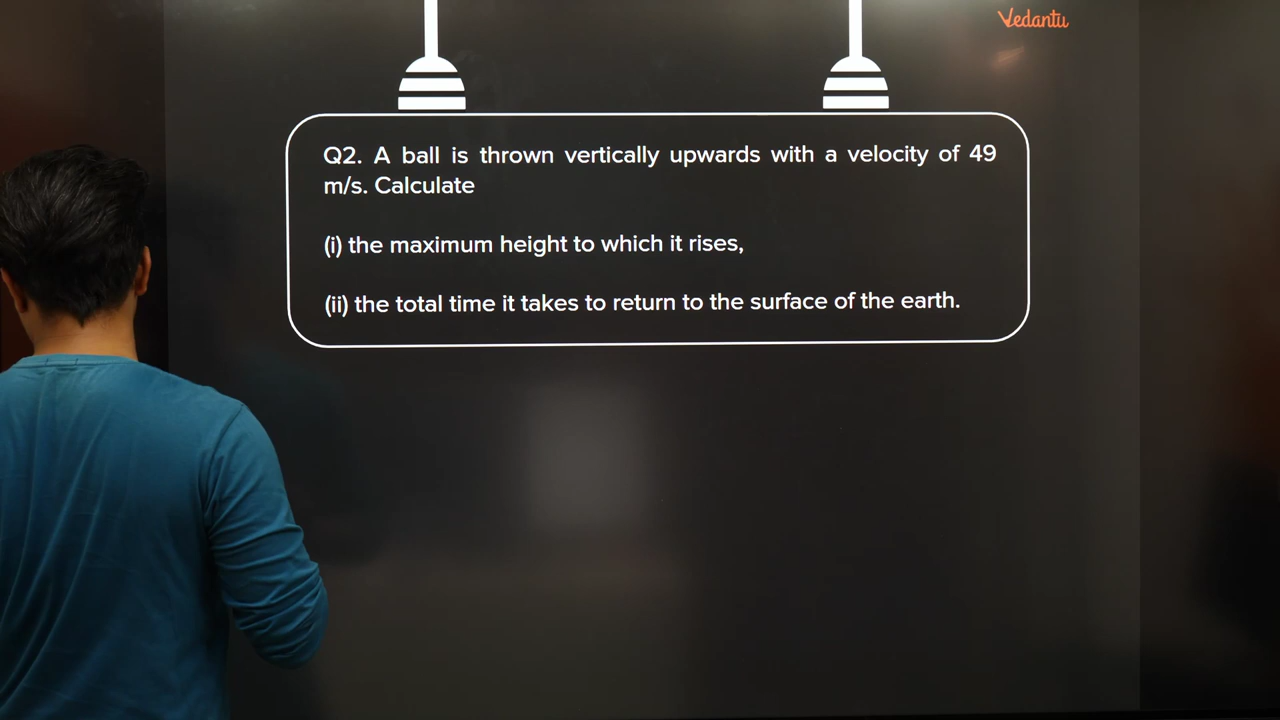 Vedantu
Q2. A ball is thrown vertically upwards with a velocity of 49
m/s. Calculate
(i) the maximum height to which it rises,
(ii) the total time it takes to return to the surface of the earth.